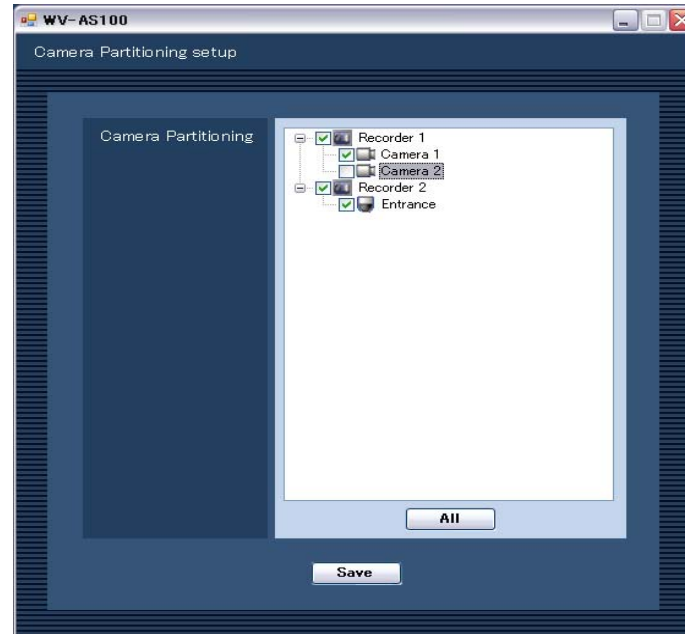 WV-AS100
Camera Partitioning setup
Camera Partitioning
Recorder 1
Camera 1
Camera 2
Recorder 2
Entrance
All
Save